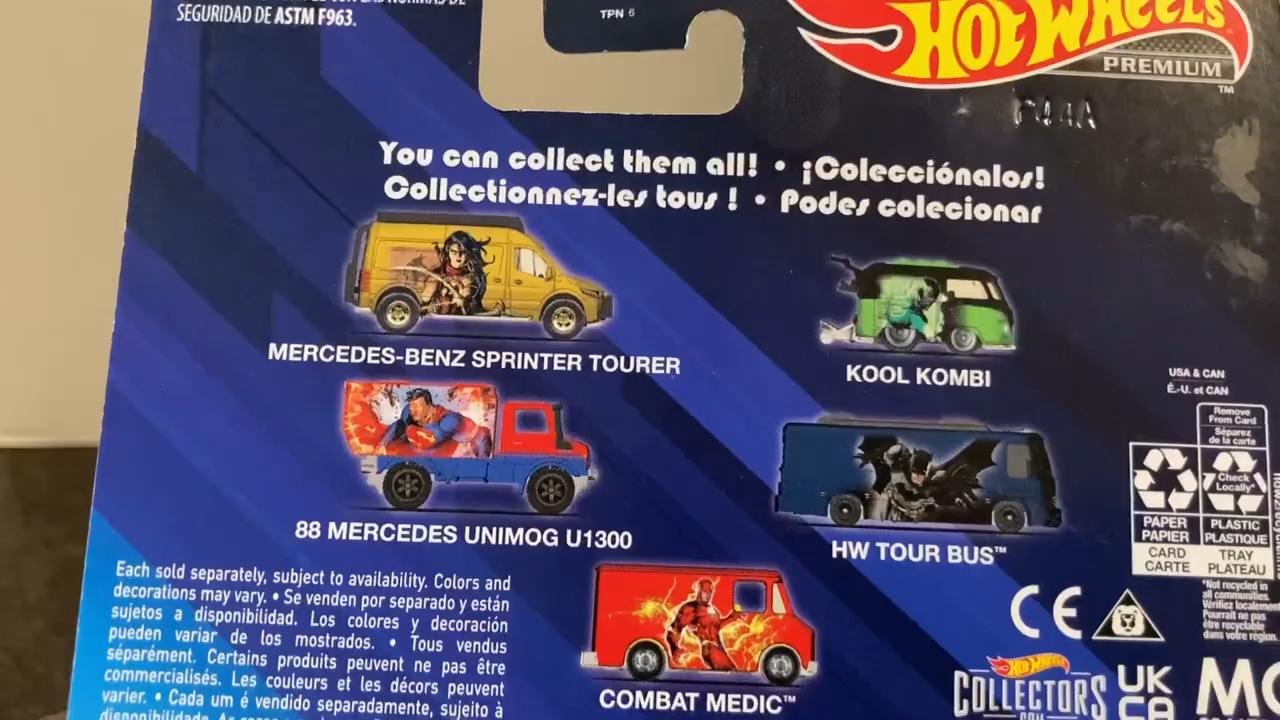 SEGURIDAD DE ASTM F963.
TPN 6
HOT WHEELS
PREMIUM
TM
F44A
You can collect them all! • ¡Colecciónalos!
Collectionnez-les tous ! • Podes colecionar
MERCEDES-BENZ SPRINTER TOURER
KOOL KOMBI
88 MERCEDES UNIMOG U1300
HW TOUR BUS™
COMBAT MEDIC™
USA & CAN
É.-U. et CAN
Remove
From Card
Séparez
de la carte
Check
Locally*
PAPER
PAPIER
PLASTIC
PLASTIQUE
CARD
CARTE
TRAY
PLATEAU
*Not recycled in
all communities.
Vérifiez localement
Pourrait ne pas
être recyclable
dans votre région.
Each sold separately, subject to availability. Colors and
decorations may vary. • Se venden por separado y están
sujetos a disponibilidad. Los colores y decoración
pueden variar de los mostrados. • Tous vendus
séparément. Certains produits peuvent ne pas être
commercialisés. Les couleurs et les décors peuvent
varier. • Cada um é vendido separadamente, sujeito à
CE
HOT WHEELS
COLLECTORS
.COM
UK
CA